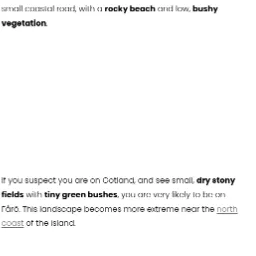 small coastal road, with a rocky beach and low, bushy
vegetation.
If you suspect you are on Gotland, and see small, dry stony
fields with tiny green bushes, you are very likely to be on
Fårö. This landscape becomes more extreme near the north
coast of the island.